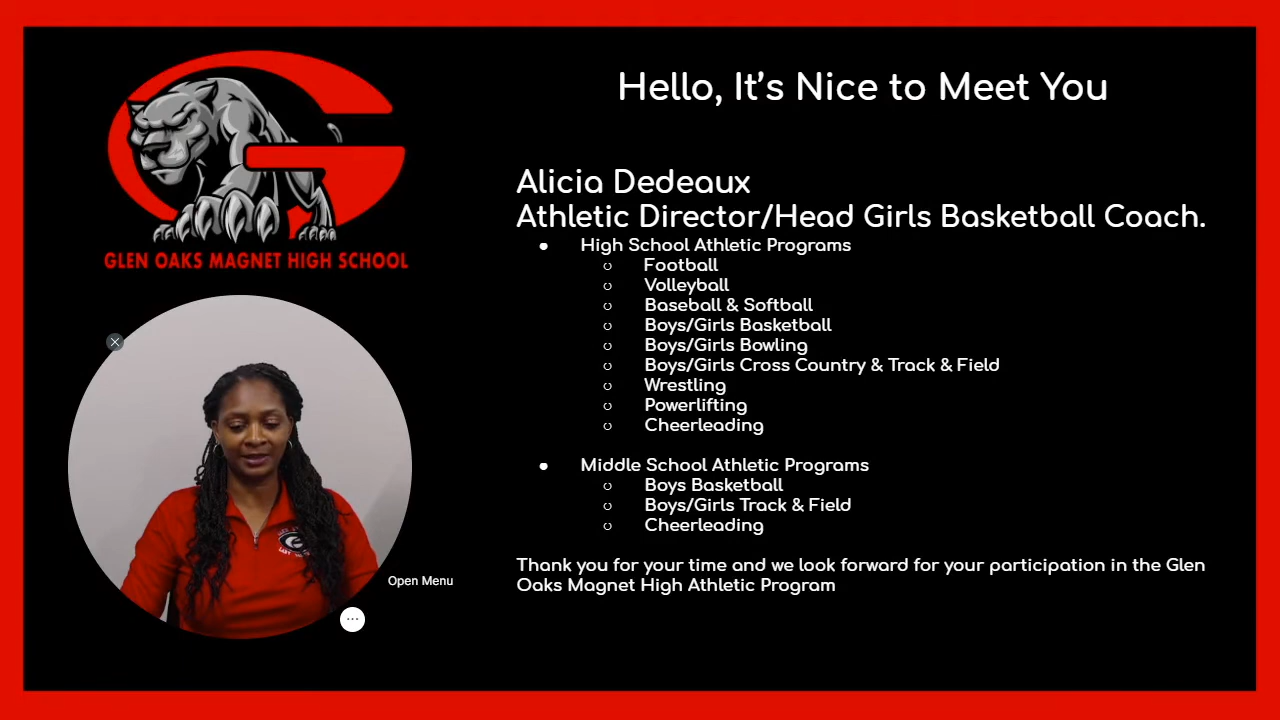 Hello, It's Nice to Meet You
GLEN OAKS MAGNET HIGH SCHOOL
Alicia Dedeaux
Athletic Director/Head Girls Basketball Coach.
● High School Athletic Programs
○ Football
○ Volleyball
○ Baseball & Softball
○ Boys/Girls Basketball
○ Boys/Girls Bowling
○ Boys/Girls Cross Country & Track & Field
○ Wrestling
○ Powerlifting
○ Cheerleading
● Middle School Athletic Programs
○ Boys Basketball
○ Boys/Girls Track & Field
○ Cheerleading
Thank you for your time and we look forward for your participation in the Glen
Oaks Magnet High Athletic Program
Open Menu